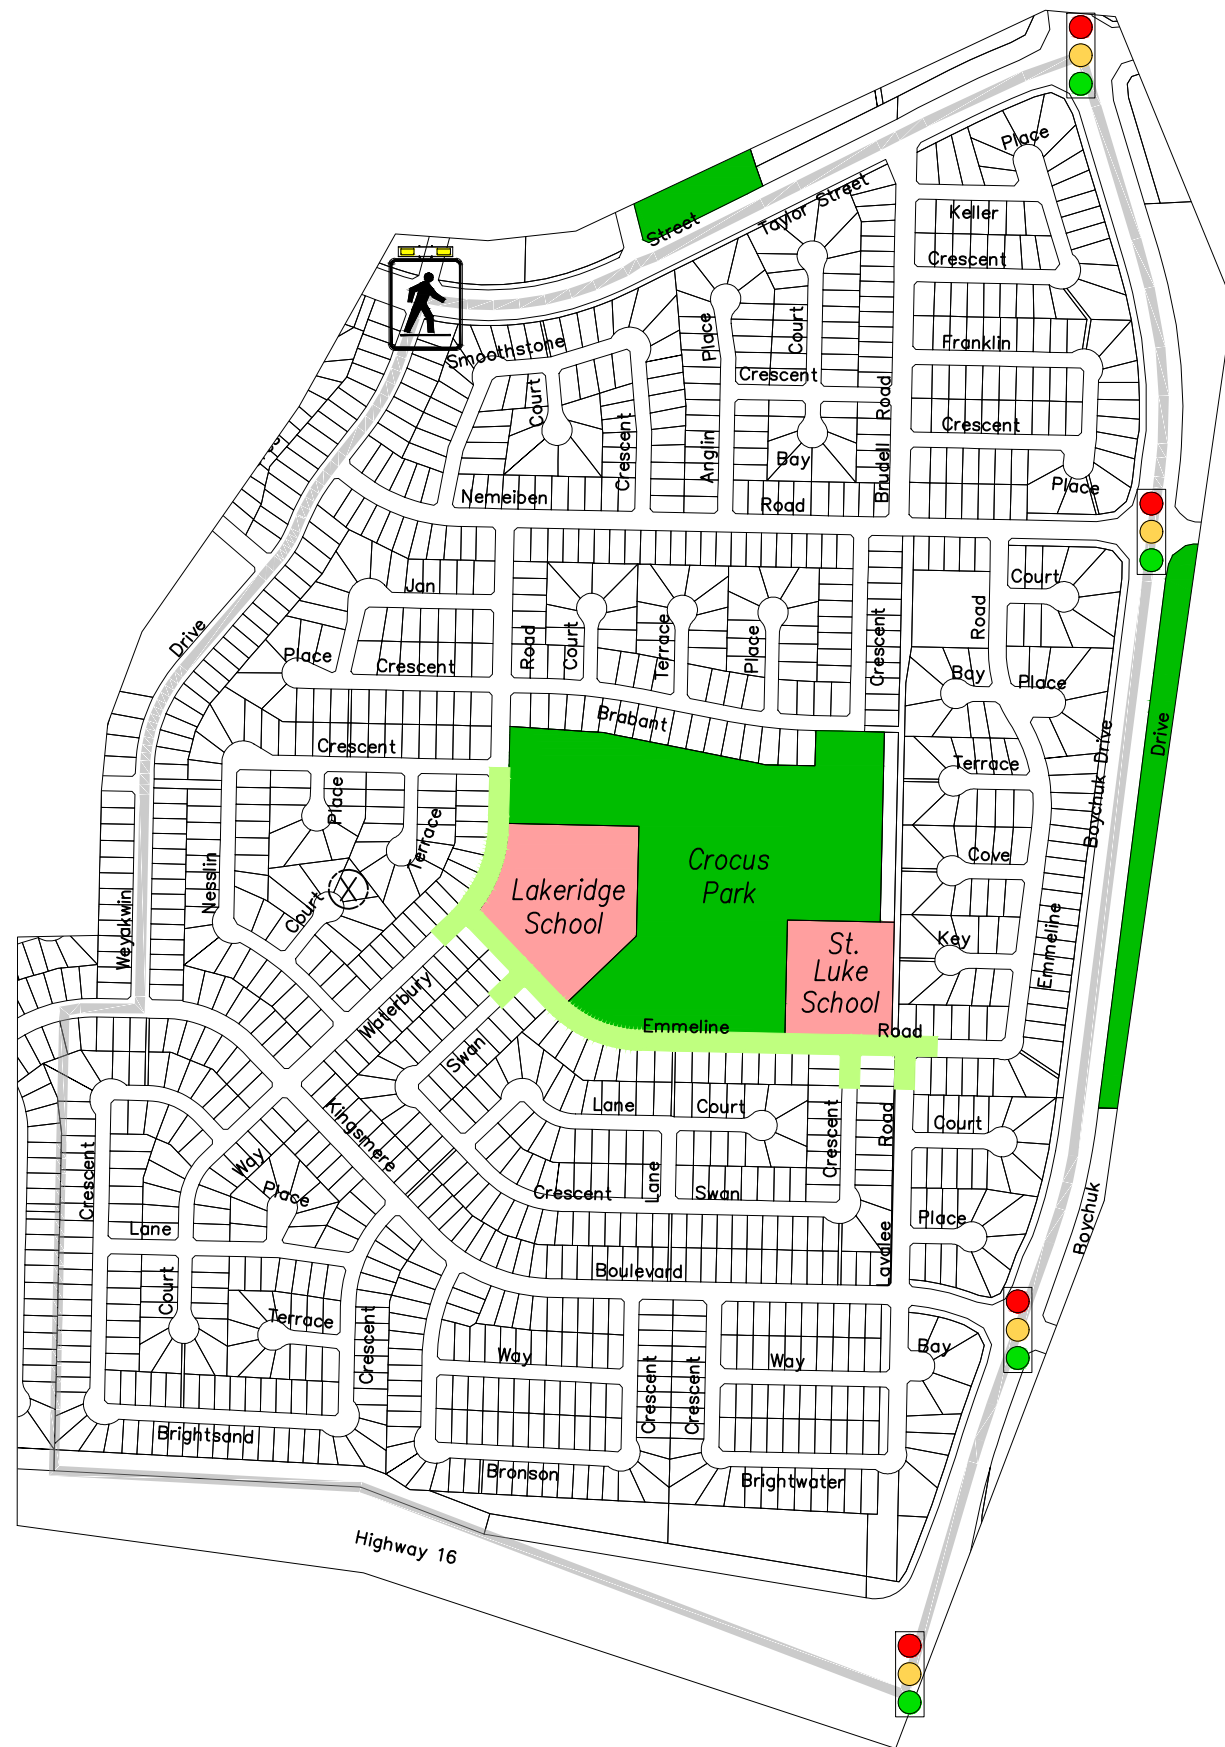 Place
Keller
Crescent
Taylor Street
Street
Franklin
Crescent
Place
Smoothstone
Court
Crescent
Nemeiben
Place
Anglin
Court
Crescent
Bay
Road
Road
Brudell
Jan
Place
Crescent
Crescent
Road
Court
Terrace
Place
Crescent
Brabant
Court
Road
Bay
Place
Terrace
Cove
Key
Emmeline
Boychuk Drive
Drive
Boychuk
Drive
Weyakwin
Nesslin
Place
Terrace
Court
Waterbury
Swan
Lakeridge
School
Crocus
Park
St.
Luke
School
Emmeline
Road
Kingsmere
Boulevard
Lane
Court
Crescent
Lane
Swan
Crescent
Road
Lavalee
Court
Place
Bay
Crescent
Way
Place
Lane
Court
Terrace
Crescent
Brightsand
Way
Crescent
Crescent
Way
Bronson
Brightwater
Highway 16